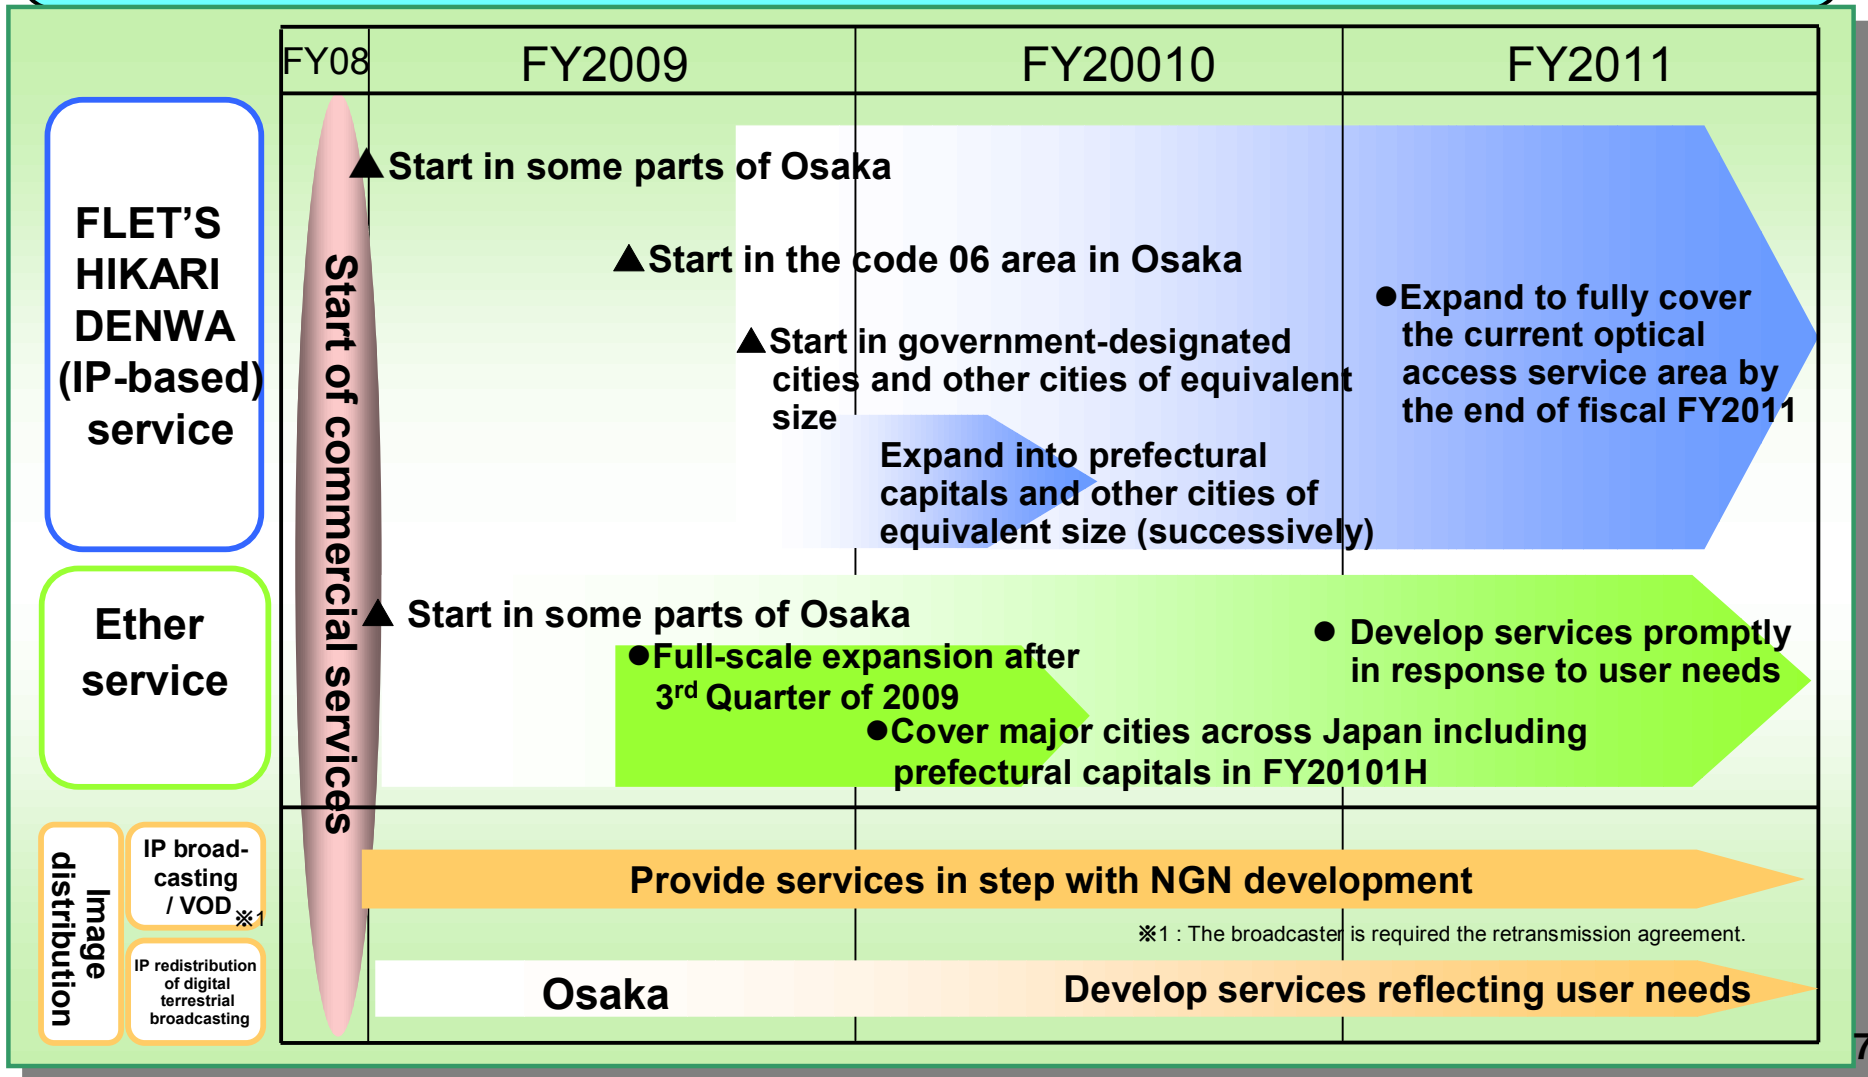 FY08
FY2009
FY20010
FY2011
FLET’S
HIKARI
DENWA
(IP-based)
service
Start of commercial services
▲Start in some parts of Osaka
▲Start in the code 06 area in Osaka
▲Start in government-designated
cities and other cities of equivalent
size
Expand into prefectural
capitals and other cities of
equivalent size (successively)
●Expand to fully cover
the current optical
access service area by
the end of fiscal FY2011
Ether
service
▲ Start in some parts of Osaka
●Full-scale expansion after
3rd Quarter of 2009
●Cover major cities across Japan including
prefectural capitals in FY20101H
● Develop services promptly
in response to user needs
Image
distribution
IP broad-
casting
/ VOD ※1
Provide services in step with NGN development
※1 : The broadcaster is required the retransmission agreement.
IP redistribution
of digital
terrestrial
broadcasting
Osaka
Develop services reflecting user needs
7